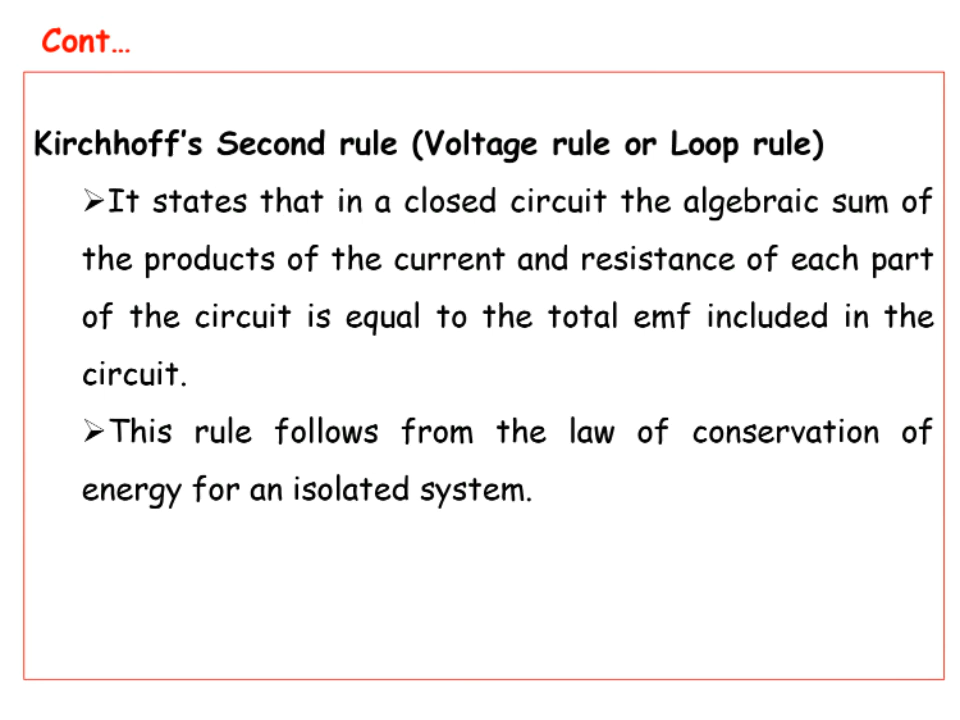 Cont…
Kirchhoff's Second rule (Voltage rule or Loop rule)
➢It states that in a closed circuit the algebraic sum of
the products of the current and resistance of each part
of the circuit is equal to the total emf included in the
circuit.
➢This rule follows from the law of conservation of
energy for an isolated system.